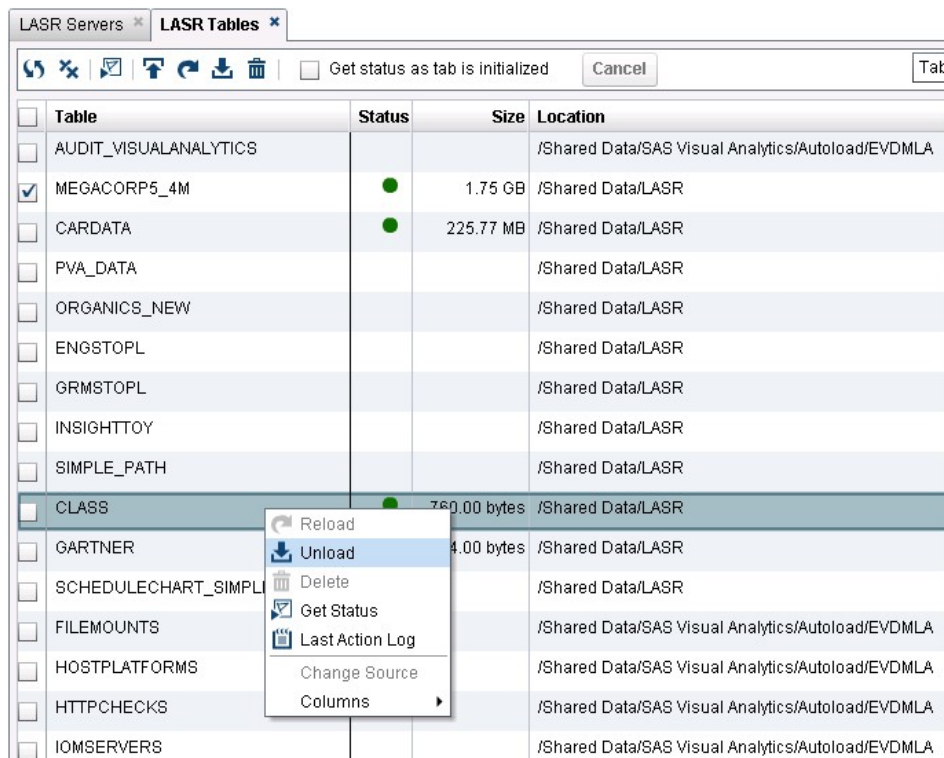 LASR Servers LASR Tables
Get status as tab is initialized Cancel Tab
Table Status Size Location
AUDIT_VISUALANALYTICS /Shared Data/SAS Visual Analytics/Autoload/EVDMLA
MEGACORP5_4M 1.75 GB /Shared Data/LASR
CARDATA 225.77 MB /Shared Data/LASR
PVA_DATA /Shared Data/LASR
ORGANICS_NEW /Shared Data/LASR
ENGSTOPL /Shared Data/LASR
GRMSTOPL /Shared Data/LASR
INSIGHTTOY /Shared Data/LASR
SIMPLE_PATH /Shared Data/LASR
CLASS 760.00 bytes /Shared Data/LASR
Reload
GARTNER Unload 4.00 bytes /Shared Data/LASR
SCHEDULECHART_SIMPL Delete /Shared Data/LASR
Get Status
FILEMOUNTS /Shared Data/SAS Visual Analytics/Autoload/EVDMLA
Last Action Log
HOSTPLATFORMS Change Source /Shared Data/SAS Visual Analytics/Autoload/EVDMLA
HTTPCHECKS Columns /Shared Data/SAS Visual Analytics/Autoload/EVDMLA
IOMSERVERS /Shared Data/SAS Visual Analytics/Autoload/EVDMLA